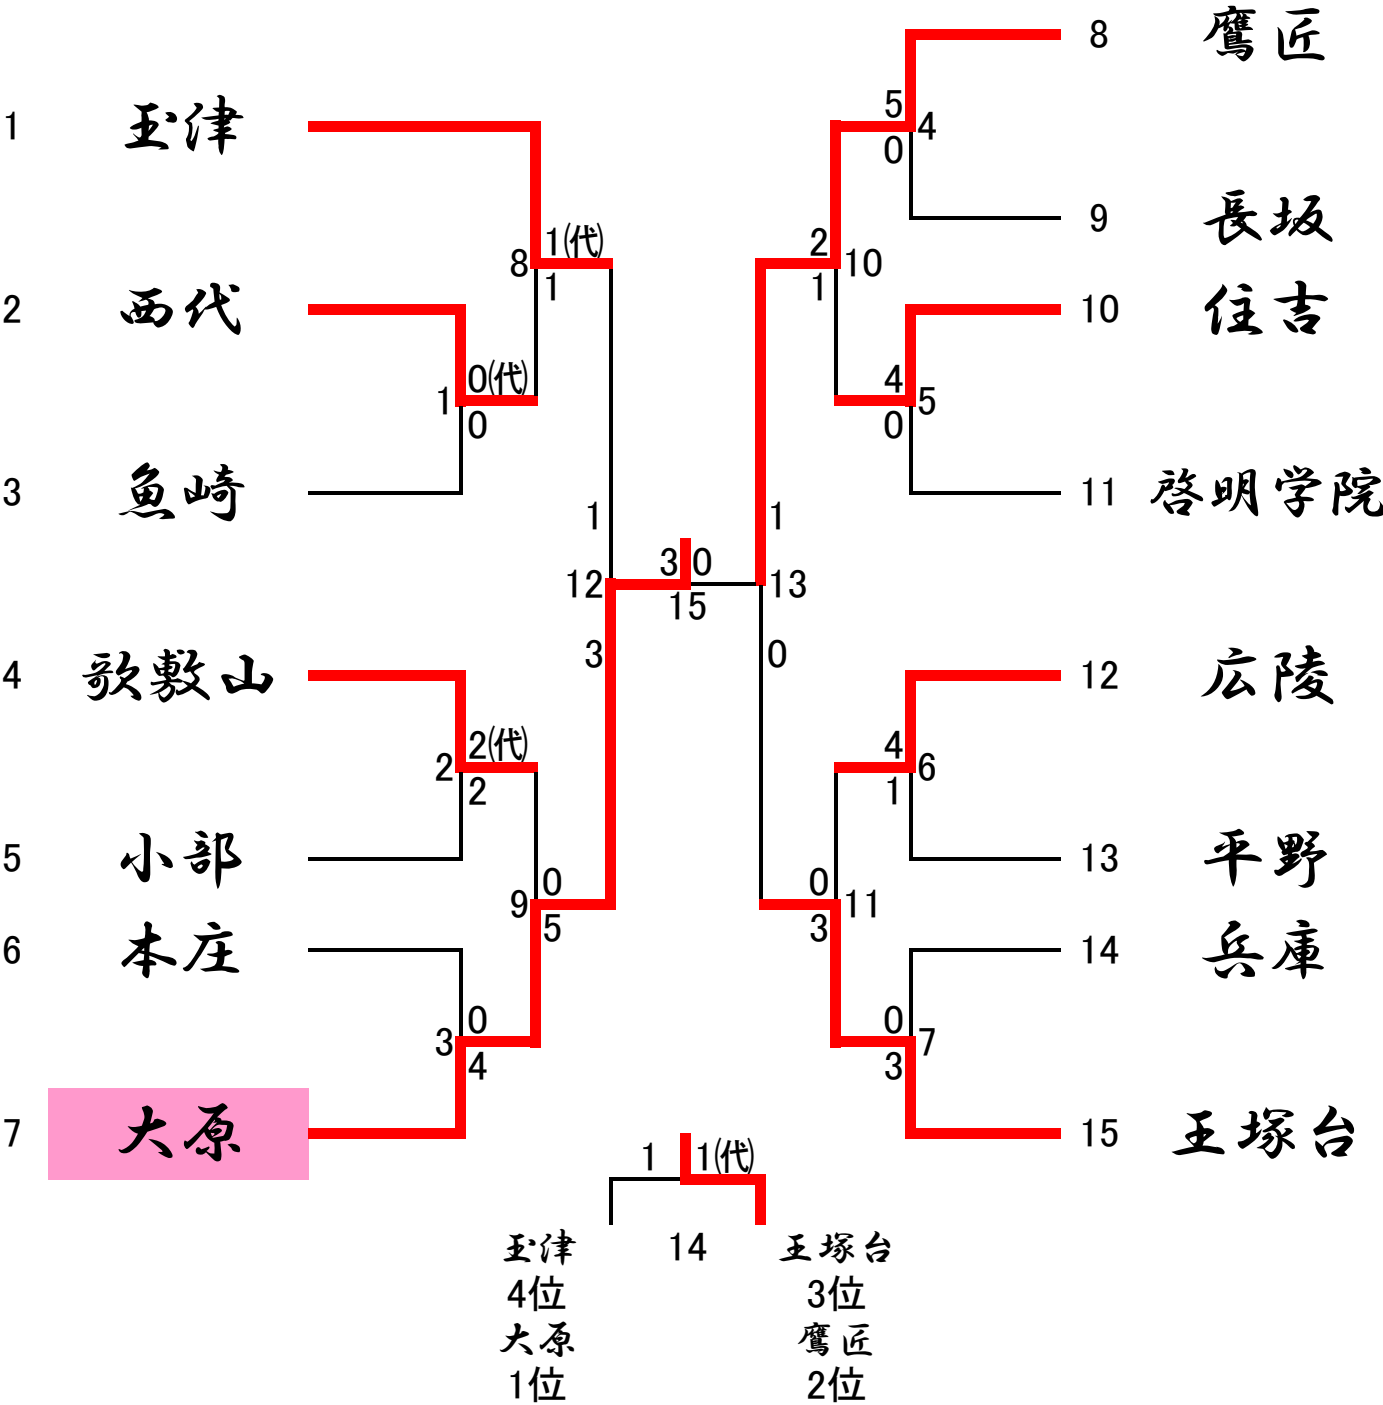 8 鷹匠
1 玉津
5
0
4
9 長坂
1(代)
8
1
2
1
10
2 西代
10 住吉
0(代)
1
0
4
0
5
3 魚崎
11 啓明学院
1
1
3 0
12
15
13
3
0
4 歌敷山
12 広陵
2(代)
2
2
4
1
6
5 小部
13 平野
0
9
5
0
3
11
6 本庄
14 兵庫
0
3
4
0
3
7
7 大原
15 王塚台
1 1(代)
玉津 14 王塚台
4位 3位
大原 鷹匠
1位 2位